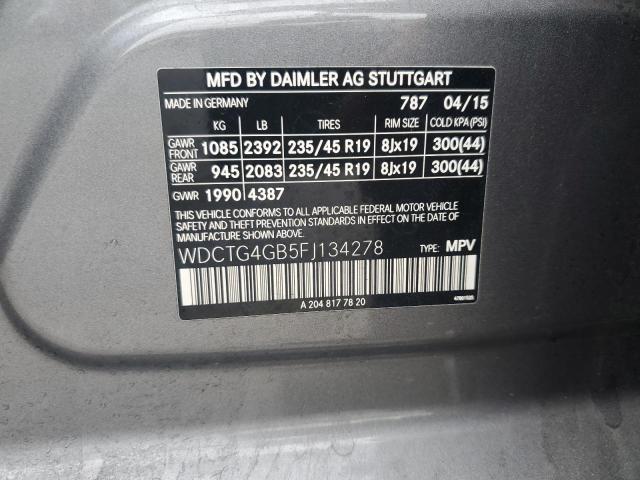 MFD BY DAIMLER AG STUTTGART
MADE IN GERMANY 787 04/15
KG LB TIRES RIM SIZE COLD KPA(PSI)
GAWR FRONT 1085 2392 235/45 R19 8Jx19 300(44)
GAWR REAR 945 2083 235/45 R19 8Jx19 300(44)
GVWR 1990 4387
THIS VEHICLE CONFORMS TO ALL APPLICABLE FEDERAL MOTOR VEHICLE
SAFETY AND THEFT PREVENTION STANDARDS IN EFFECT ON THE DATE
OF MANUFACTURE SHOWN ABOVE.
WDCTG4GB5FJ134278 TYPE: MPV
A 204 817 78 20